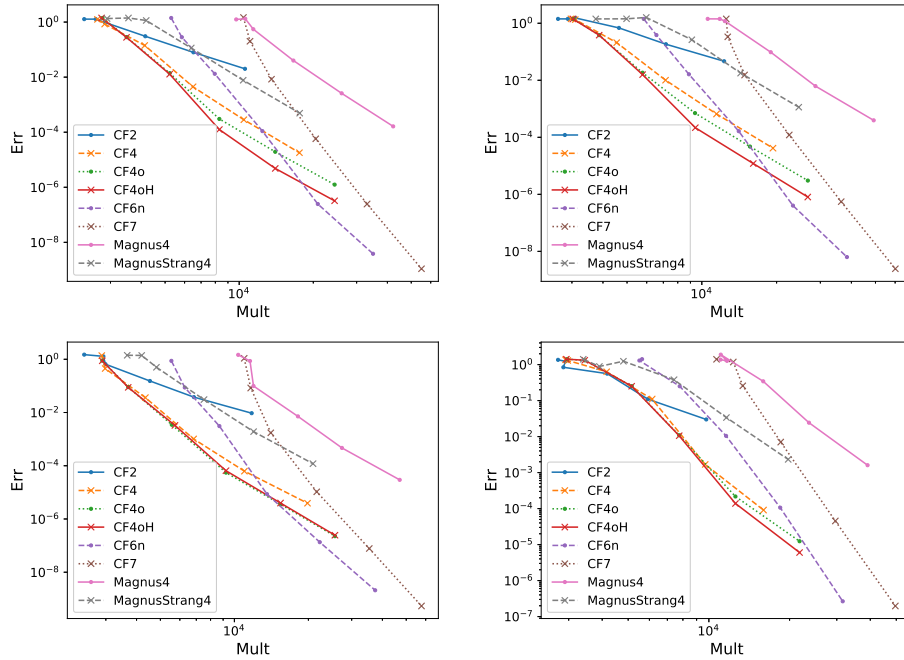 10^0
10^-2
10^-4
10^-6
10^-8
Err
CF2
CF4
CF4o
CF4oH
CF6n
CF7
Magnus4
MagnusStrang4
10^4
Mult
10^0
10^-2
10^-4
10^-6
10^-8
Err
CF2
CF4
CF4o
CF4oH
CF6n
CF7
Magnus4
MagnusStrang4
10^4
Mult
10^0
10^-2
10^-4
10^-6
10^-8
Err
CF2
CF4
CF4o
CF4oH
CF6n
CF7
Magnus4
MagnusStrang4
10^4
Mult
10^0
10^-1
10^-2
10^-3
10^-4
10^-5
10^-6
10^-7
Err
CF2
CF4
CF4o
CF4oH
CF6n
CF7
Magnus4
MagnusStrang4
10^4
Mult